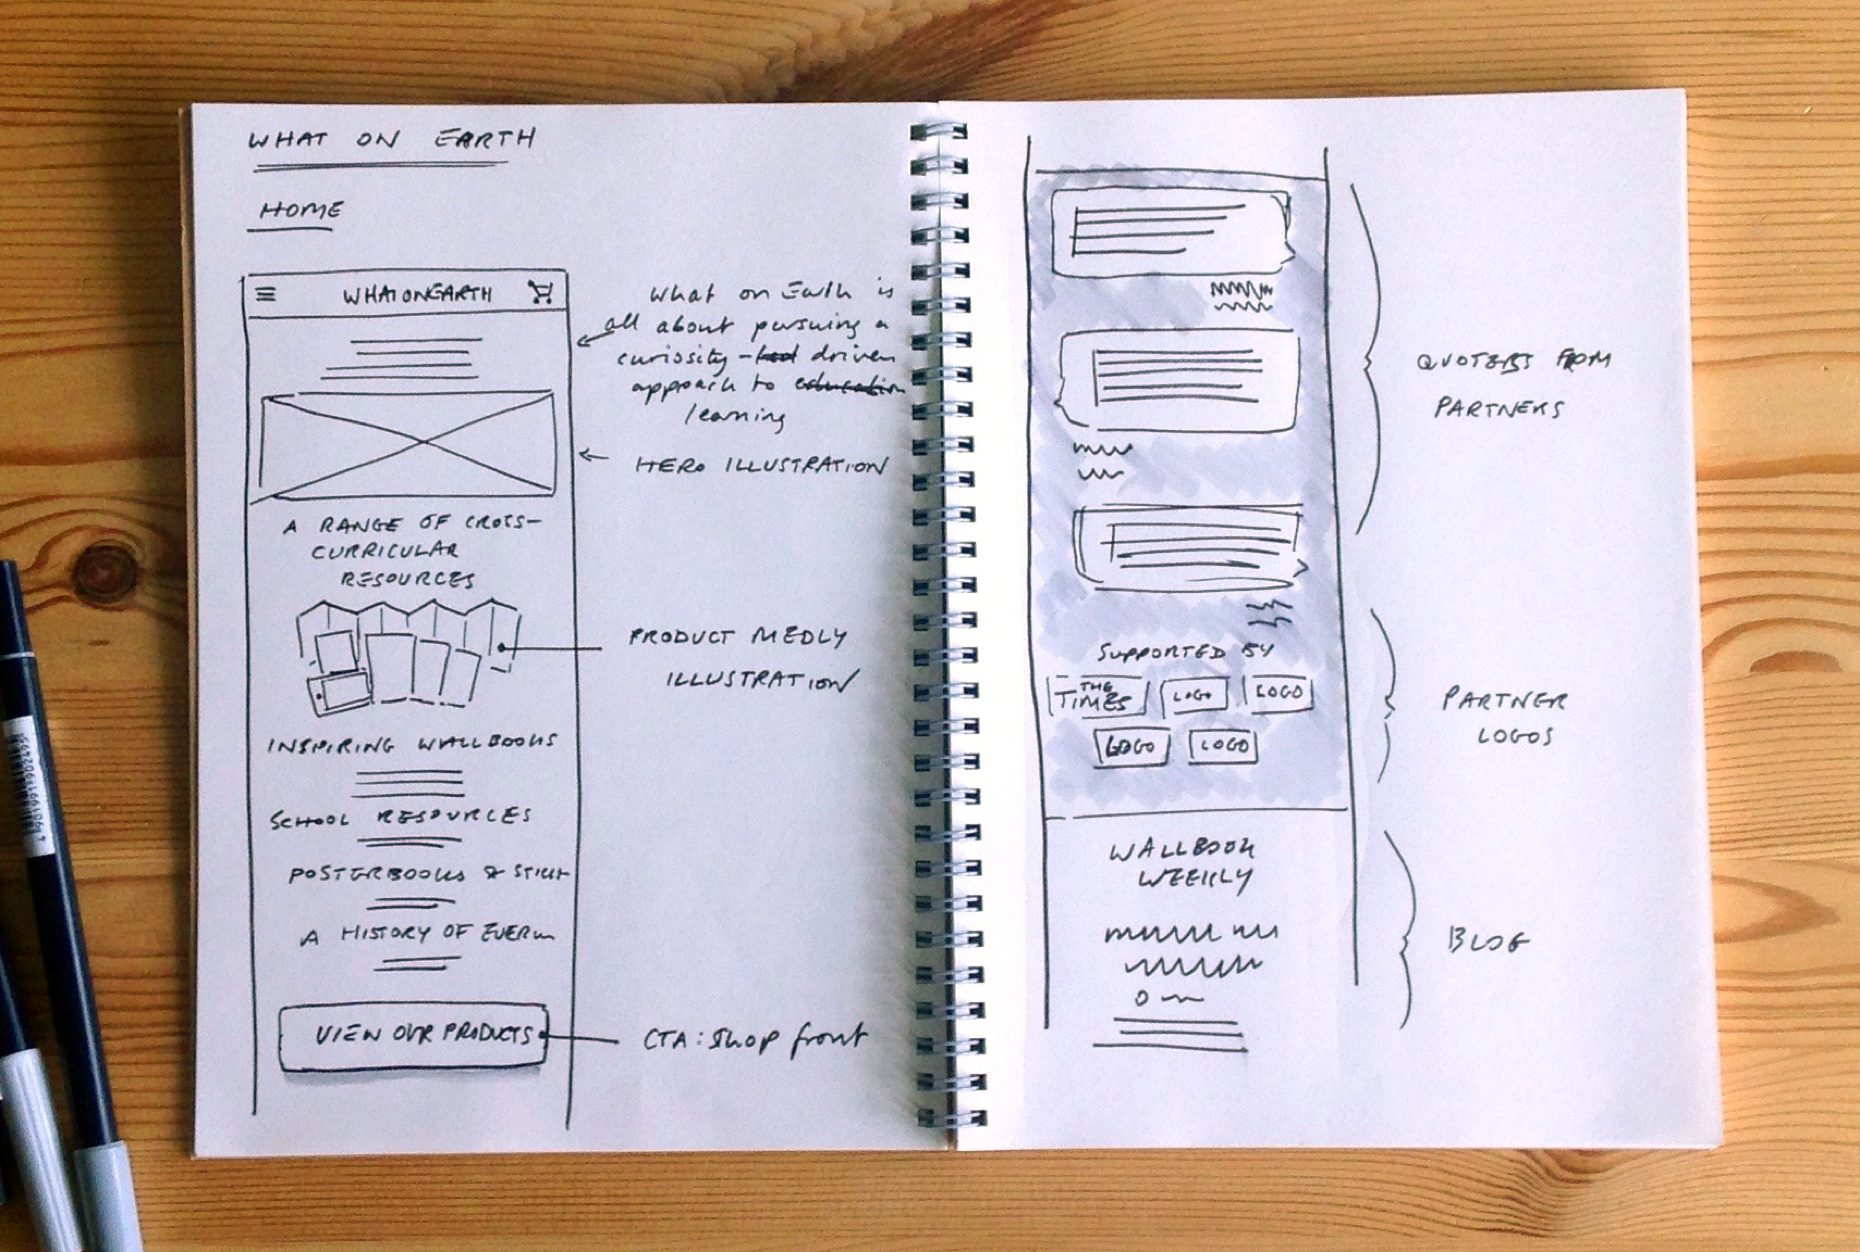 WHAT ON EARTH
HOME
WHATONEARTH
What on Earth is
all about pursuing a
curiosity-led driven
approach to education
learning
HERO ILLUSTRATION
A RANGE OF CROSS-
CURRICULAR
RESOURCES
PRODUCT MEDLY
ILLUSTRATION
INSPIRING WALLBOOKS
SCHOOL RESOURCES
POSTERBOOKS & STICK
A HISTORY OF
VIEW OUR PRODUCTS
CTA: Shop front
QUOTES FROM
PARTNERS
SUPPORTED BY
THE
TIMES
LOGO
LOGO
LOGO
LOGO
PARTNER
LOGOS
WALLBOOK
WEEKLY
BLOG